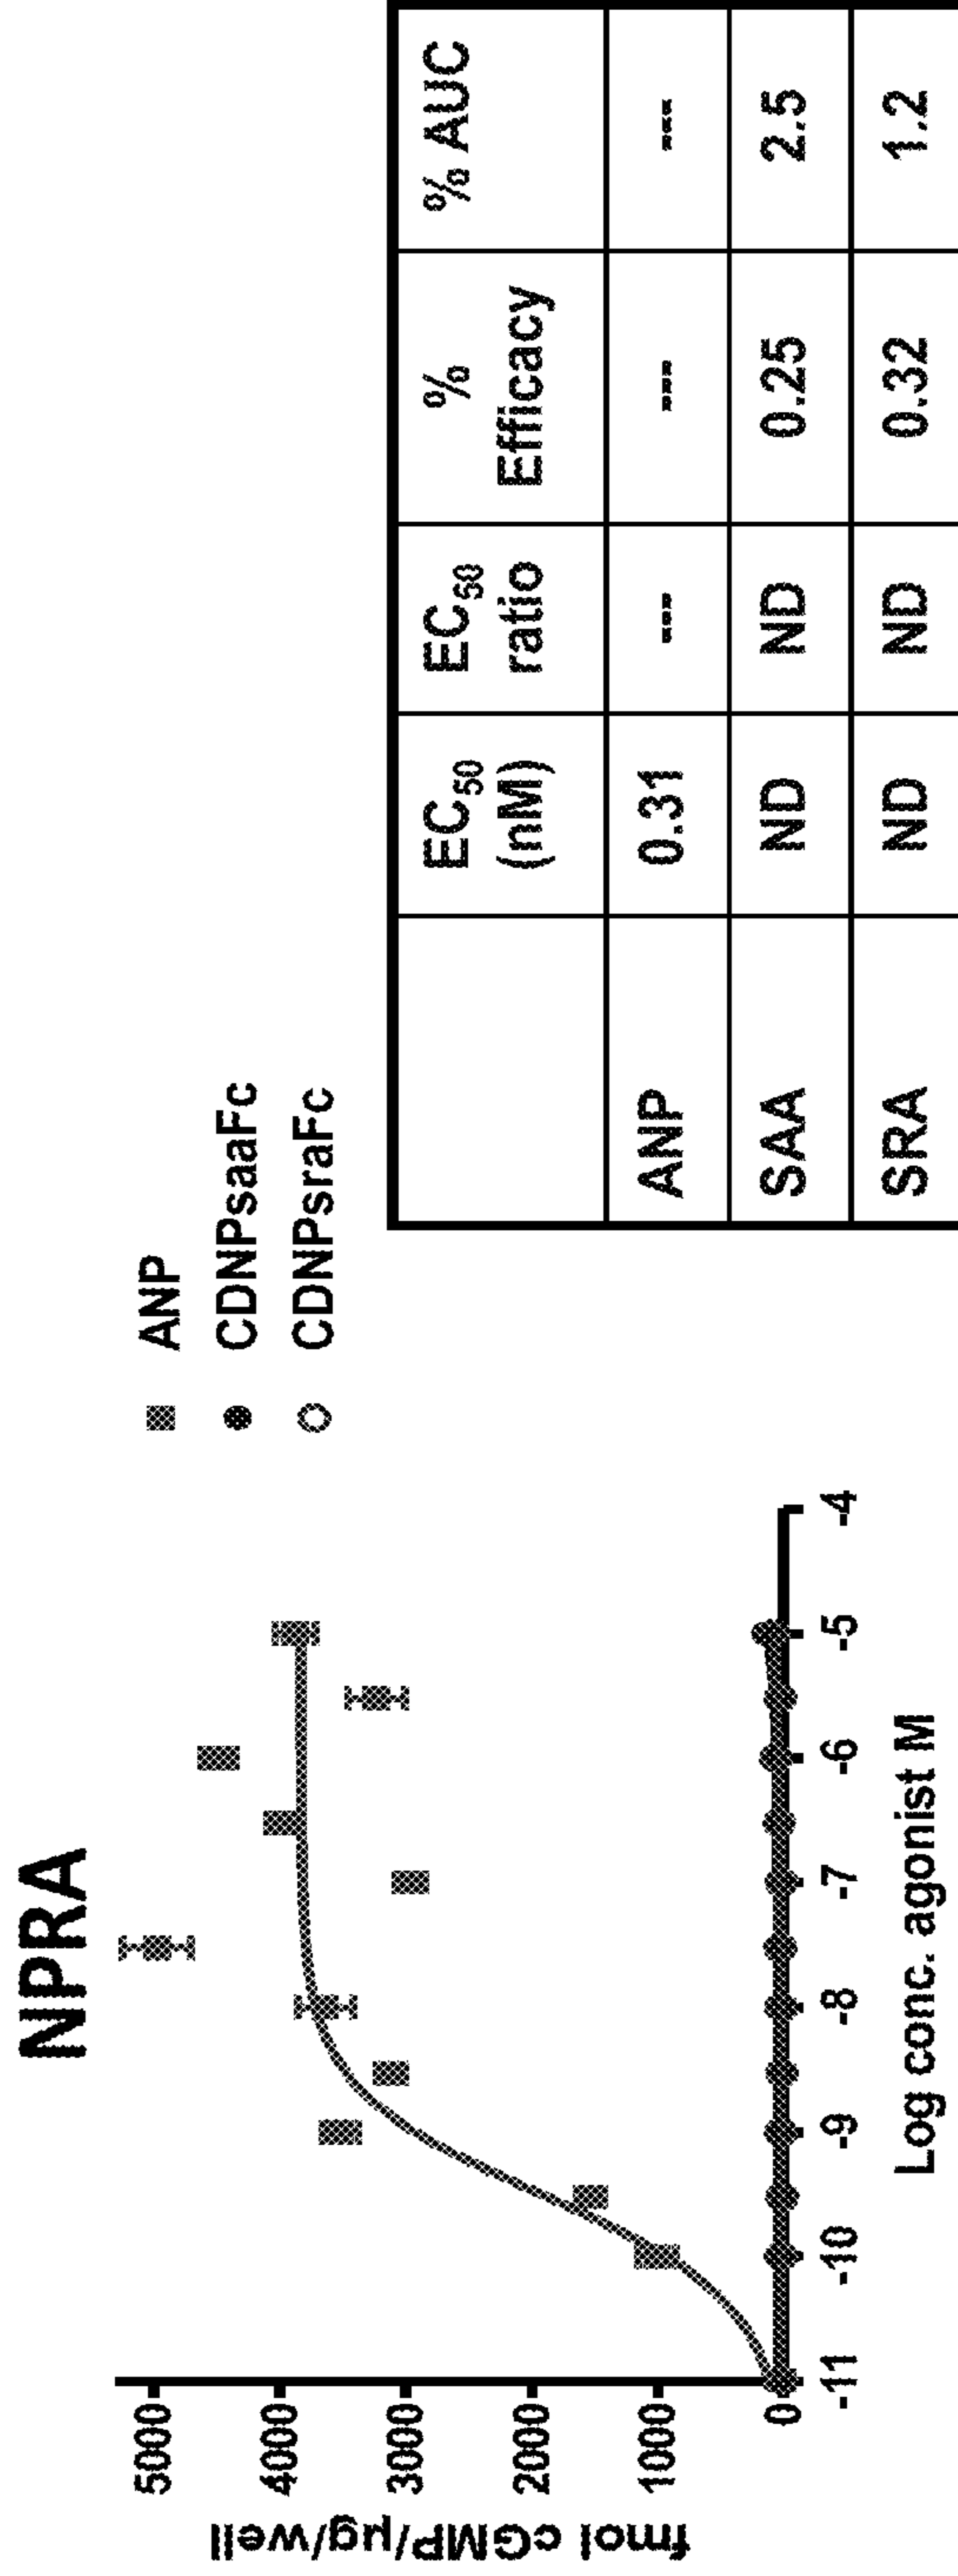 NPRA
fmol cGMP/µg/well
5000
4000
3000
2000
1000
0
-11 -10 -9 -8 -7 -6 -5 -4
Log conc. agonist M
ANP
CDNPsaaFc
CDNPsraFc
EC50 (nM) EC50 ratio % Efficacy % AUC
ANP 0.31 --- --- ---
SAA ND ND 0.25 2.5
SRA ND ND 0.32 1.2